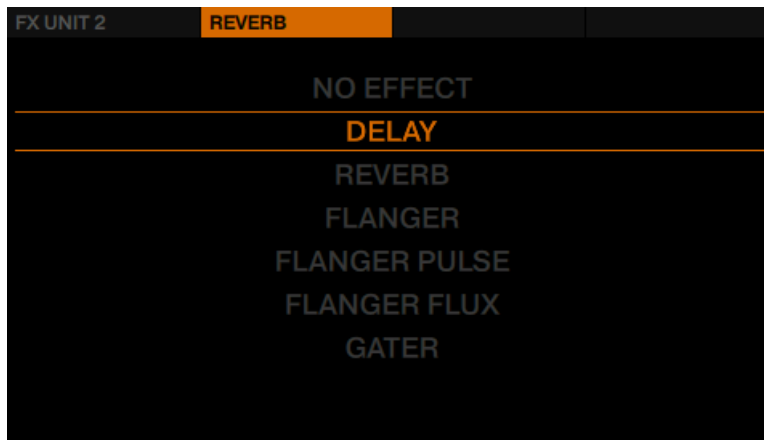 FX UNIT 2 REVERB
NO EFFECT
DELAY
REVERB
FLANGER
FLANGER PULSE
FLANGER FLUX
GATER